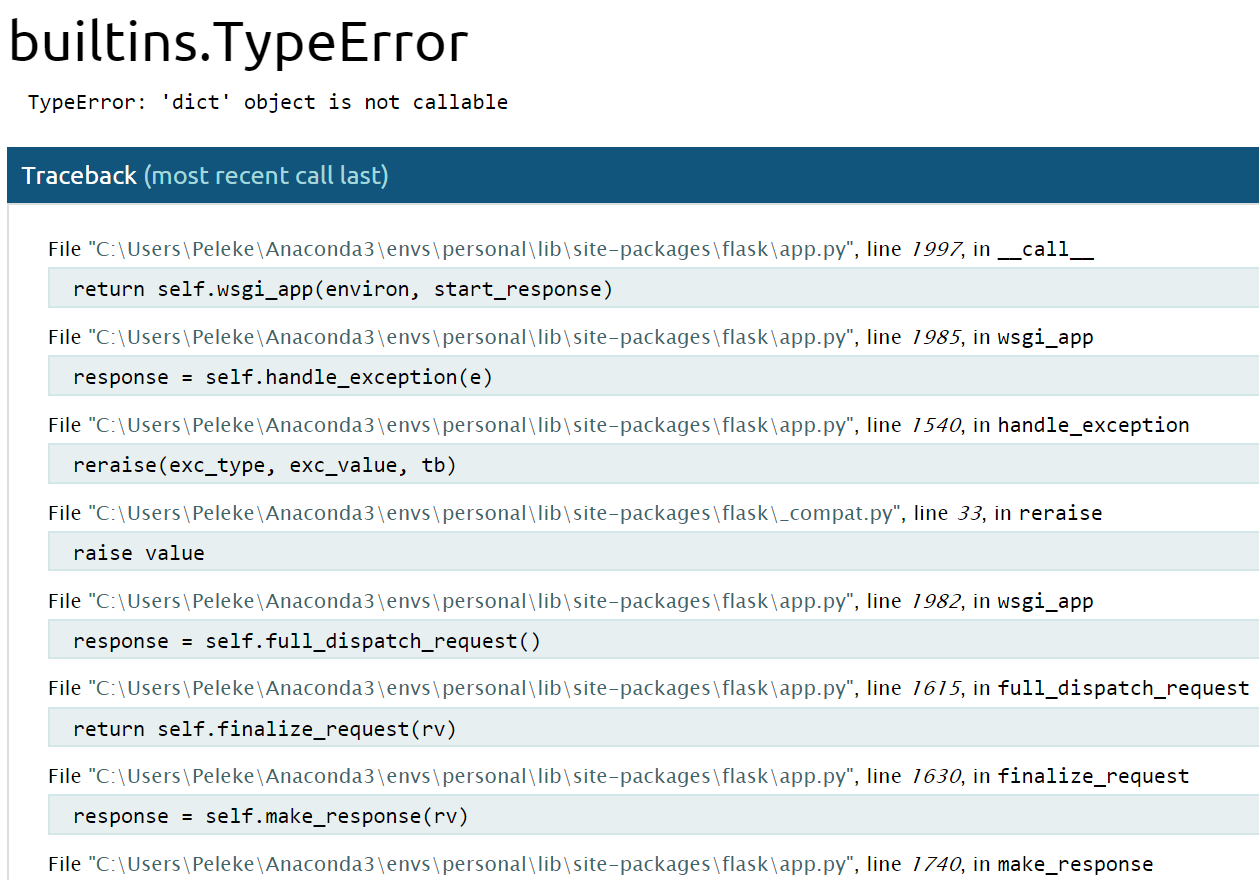 builtins.TypeError
TypeError: 'dict' object is not callable
Traceback (most recent call last)
File "C:\Users\Peleke\Anaconda3\envs\personal\lib\site-packages\flask\app.py", line 1997, in __call__
return self.wsgi_app(environ, start_response)
File "C:\Users\Peleke\Anaconda3\envs\personal\lib\site-packages\flask\app.py", line 1985, in wsgi_app
response = self.handle_exception(e)
File "C:\Users\Peleke\Anaconda3\envs\personal\lib\site-packages\flask\app.py", line 1540, in handle_exception
reraise(exc_type, exc_value, tb)
File "C:\Users\Peleke\Anaconda3\envs\personal\lib\site-packages\flask\_compat.py", line 33, in reraise
raise value
File "C:\Users\Peleke\Anaconda3\envs\personal\lib\site-packages\flask\app.py", line 1982, in wsgi_app
response = self.full_dispatch_request()
File "C:\Users\Peleke\Anaconda3\envs\personal\lib\site-packages\flask\app.py", line 1615, in full_dispatch_request
return self.finalize_request(rv)
File "C:\Users\Peleke\Anaconda3\envs\personal\lib\site-packages\flask\app.py", line 1630, in finalize_request
response = self.make_response(rv)
File "C:\Users\Peleke\Anaconda3\envs\personal\lib\site-packages\flask\app.py", line 1740, in make_response